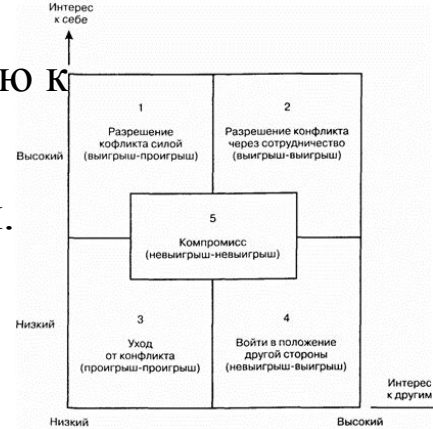 Интерес
к себе
ю к
1
Разрешение
кофликта силой
(выигрыш-проигрыш)
2
Разрешение конфликта
через сотрудничество
(выигрыш-выигрыш)
Высокий
5
Компромисс
(невыигрыш-невыигрыш)
Низкий
3
Уход
от конфликта
(проигрыш-проигрыш)
4
Войти в положение
другой стороны
(невыигрыш-выигрыш)
Интерес
к другим
Низкий
Высокий